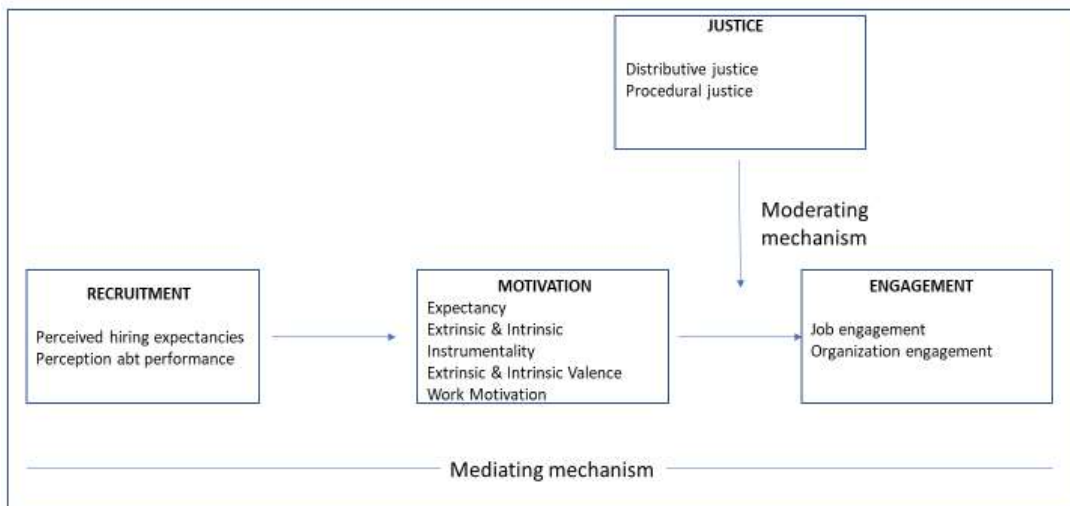 JUSTICE
Distributive justice
Procedural justice
Moderating
mechanism
RECRUITMENT
Perceived hiring expectancies
Perception abt performance
MOTIVATION
Expectancy
Extrinsic & Intrinsic
Instrumentality
Extrinsic & Intrinsic Valence
Work Motivation
ENGAGEMENT
Job engagement
Organization engagement
Mediating mechanism